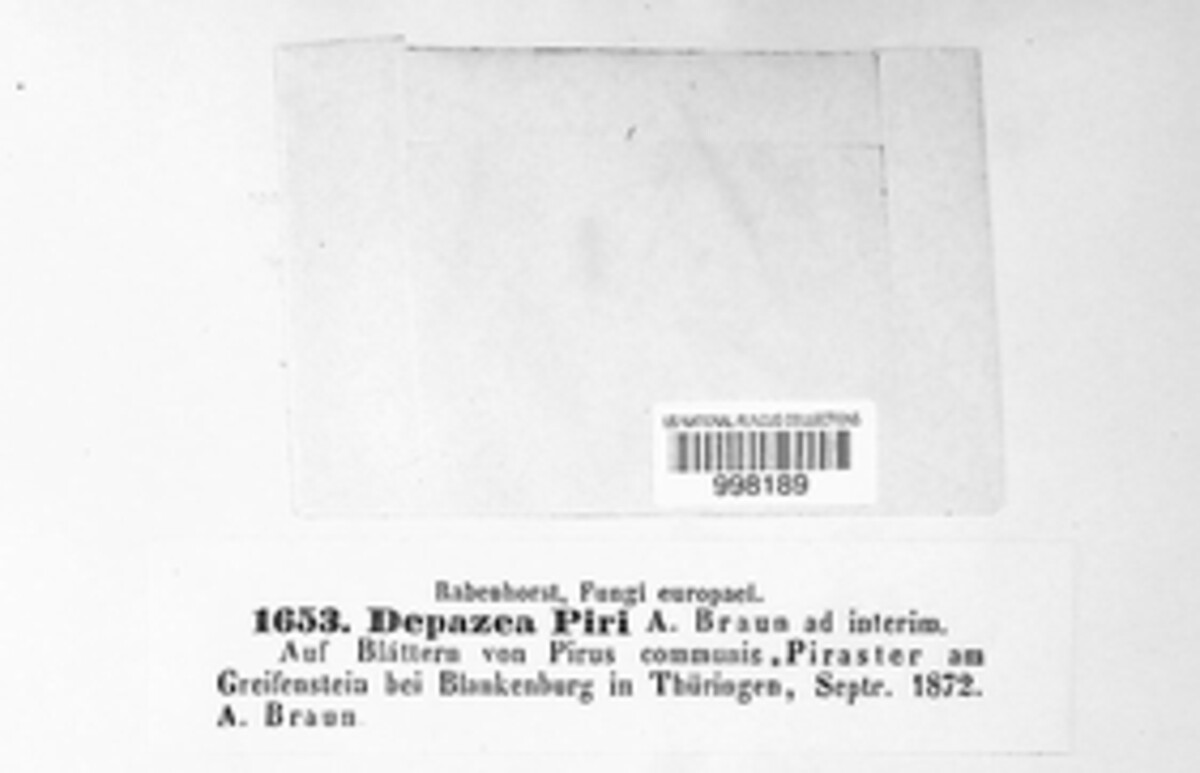 US NATIONAL FUNGUS COLLECTIONS
998189
Rabenhorst, Fungi europaei.
1653. Depazea Piri A. Braun ad interim.
Auf Blättern von Pirus communis, Piraster am
Greifenstein bei Blankenburg in Thüringen, Septr. 1872.
A. Braun